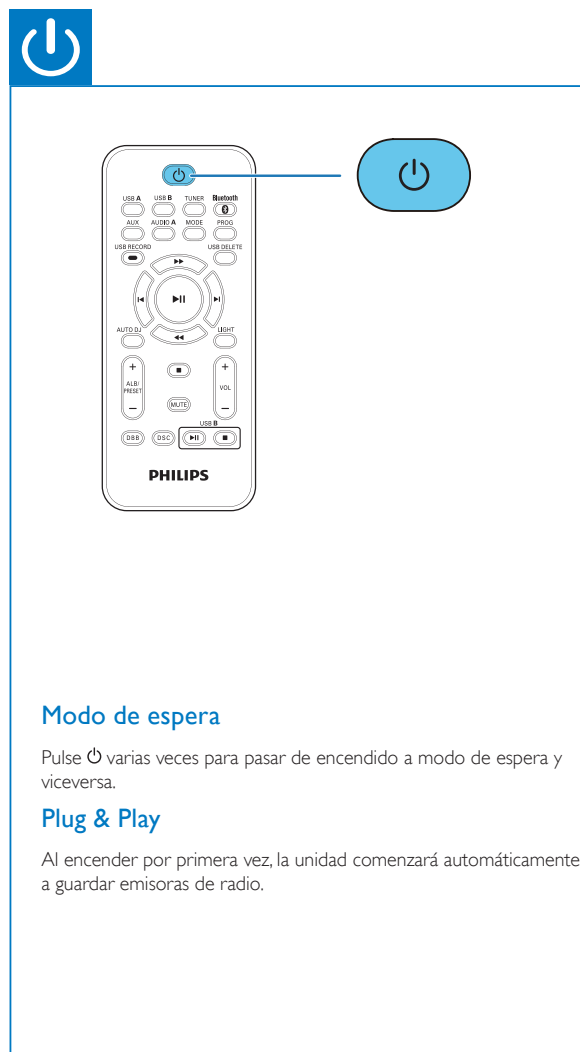 USB A USB B TUNER Bluetooth
AUX AUDIO A MODE PROG
USB RECORD USB DELETE
AUTO DJ LIGHT
+ +
ALB/
PRESET
VOL
MUTE
– –
USB B
DBB DSC
PHILIPS
Modo de espera
Pulse ⏻ varias veces para pasar de encendido a modo de espera y
viceversa.
Plug & Play
Al encender por primera vez, la unidad comenzará automáticamente
a guardar emisoras de radio.